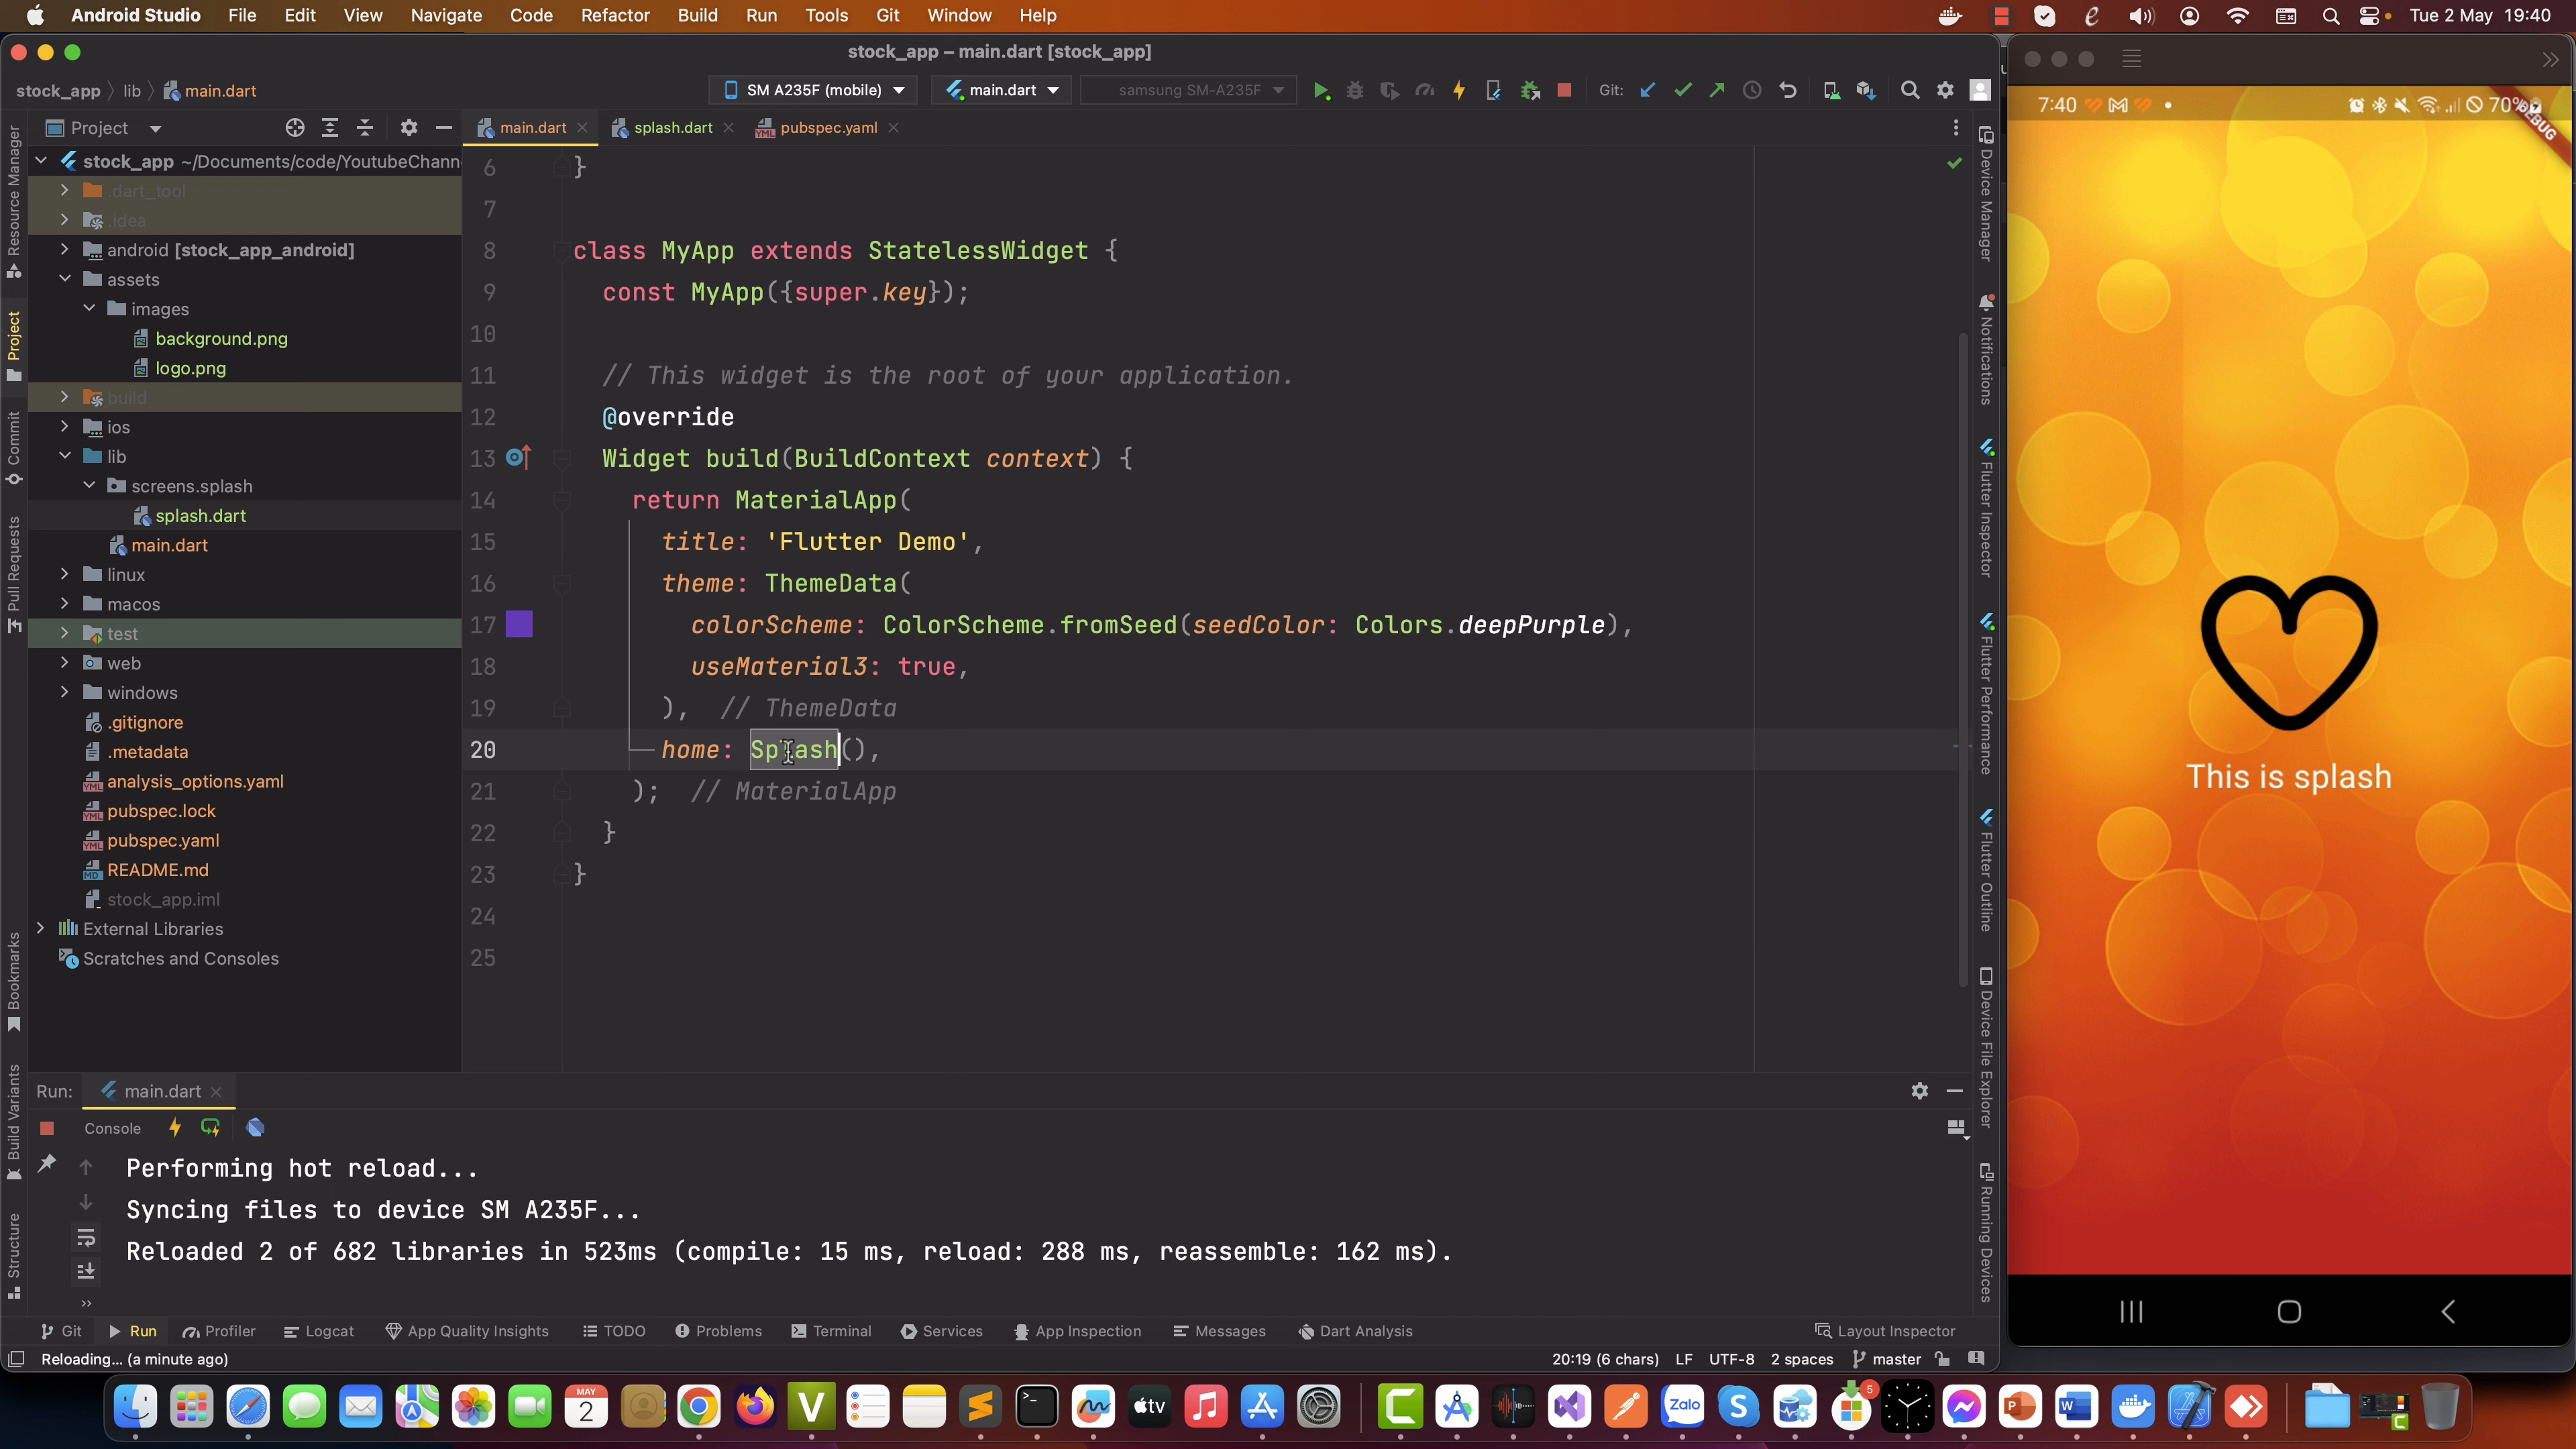 Android Studio File Edit View Navigate Code Refactor Build Run Tools Git Window Help
Tue 2 May 19:40
stock_app – main.dart [stock_app]
stock_app lib main.dart
SM A235F (mobile) main.dart samsung SM-A235F Git:
Project
main.dart splash.dart pubspec.yaml
stock_app ~/Documents/code/YoutubeChann
.dart_tool
.idea
android [stock_app_android]
assets
images
background.png
logo.png
build
ios
lib
screens.splash
splash.dart
main.dart
linux
macos
test
web
windows
.gitignore
.metadata
analysis_options.yaml
pubspec.lock
pubspec.yaml
README.md
stock_app.iml
External Libraries
Scratches and Consoles
Resource Manager
Project
Commit
Pull Requests
Bookmarks
Build Variants
Structure
6 }
7
8 class MyApp extends StatelessWidget {
9 const MyApp({super.key});
10
11 // This widget is the root of your application.
12 @override
13 Widget build(BuildContext context) {
14 return MaterialApp(
15 title: 'Flutter Demo',
16 theme: ThemeData(
17 colorScheme: ColorScheme.fromSeed(seedColor: Colors.deepPurple),
18 useMaterial3: true,
19 ), // ThemeData
20 home: Splash(),
21 ); // MaterialApp
22 }
23 }
24
25
Device Manager
Notifications
Flutter Inspector
Flutter Performance
Flutter Outline
Device File Explorer
Running Devices
7:40
70%
DEBUG
This is splash
Run: main.dart
Console
Performing hot reload...
Syncing files to device SM A235F...
Reloaded 2 of 682 libraries in 523ms (compile: 15 ms, reload: 288 ms, reassemble: 162 ms).
Git Run Profiler Logcat App Quality Insights TODO Problems Terminal Services App Inspection Messages Dart Analysis Layout Inspector
Reloading... (a minute ago)
20:19 (6 chars) LF UTF-8 2 spaces master
MAY
2
tv
Zalo
5